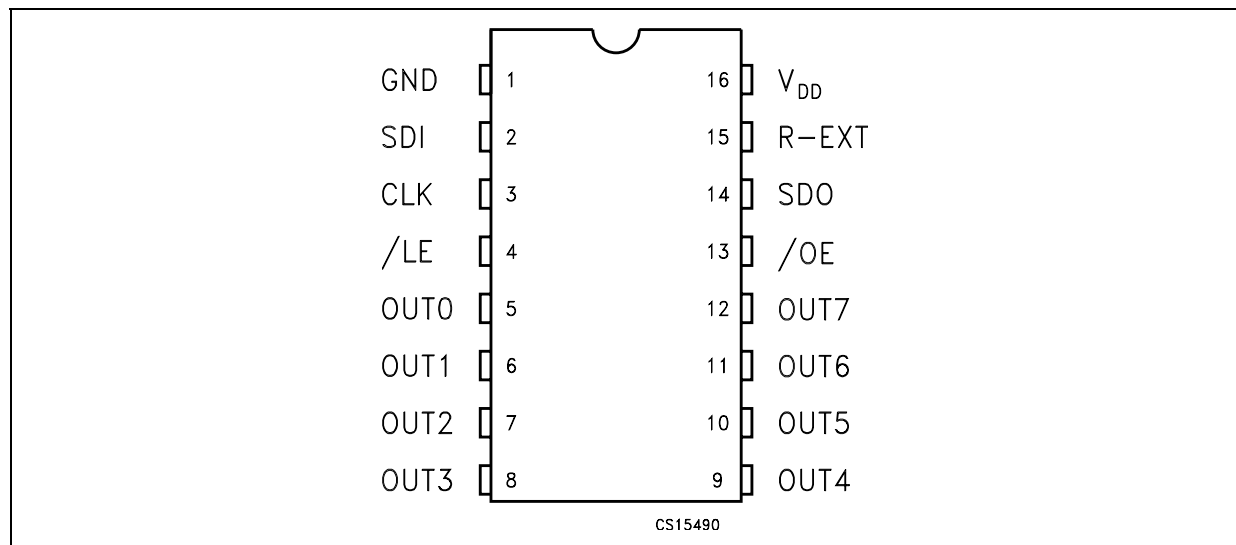 GND 1 16 VDD
SDI 2 15 R-EXT
CLK 3 14 SDO
/LE 4 13 /OE
OUT0 5 12 OUT7
OUT1 6 11 OUT6
OUT2 7 10 OUT5
OUT3 8 9 OUT4
CS15490